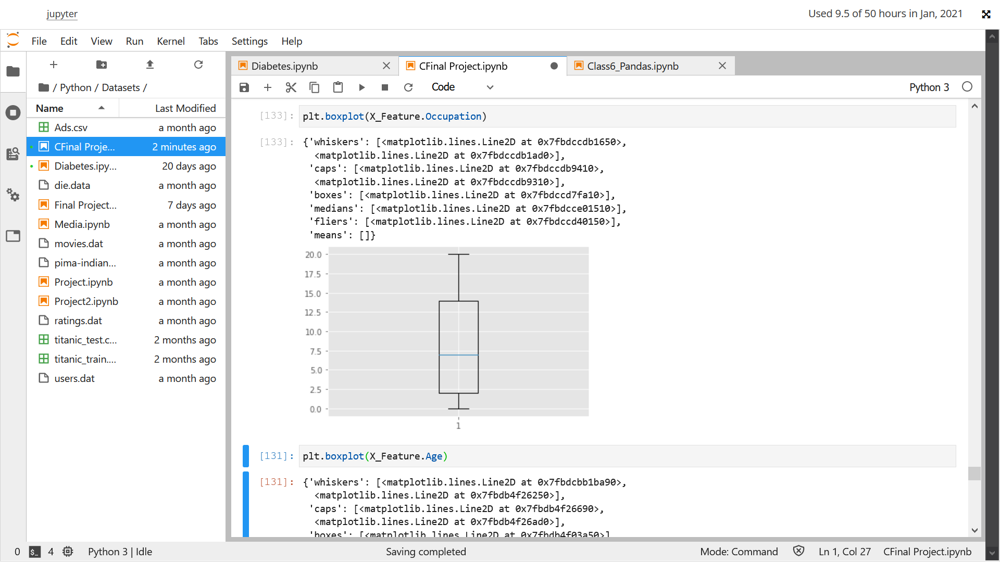 jupyter
Used 9.5 of 50 hours in Jan, 2021
File Edit View Run Kernel Tabs Settings Help
Diabetes.ipynb
CFinal Project.ipynb
Class6_Pandas.ipynb
/ Python / Datasets /
Code
Python 3
Name Last Modified
Ads.csv a month ago
CFinal Proje... 2 minutes ago
Diabetes.ipy... 20 days ago
die.data a month ago
Final Project... 7 days ago
Media.ipynb a month ago
movies.dat a month ago
pima-indian... a month ago
Project.ipynb a month ago
Project2.ipynb a month ago
ratings.dat a month ago
titanic_test.c... 2 months ago
titanic_train.... 2 months ago
users.dat a month ago
[133]: plt.boxplot(X_Feature.Occupation)
[133]: {'whiskers': [<matplotlib.lines.Line2D at 0x7fbdccdb1650>,
<matplotlib.lines.Line2D at 0x7fbdccdb1ad0>],
'caps': [<matplotlib.lines.Line2D at 0x7fbdccdb9410>,
<matplotlib.lines.Line2D at 0x7fbdccdb9310>],
'boxes': [<matplotlib.lines.Line2D at 0x7fbdccd7fa10>],
'medians': [<matplotlib.lines.Line2D at 0x7fbdcce01510>],
'fliers': [<matplotlib.lines.Line2D at 0x7fbdccd40150>],
'means': []}
20.0
17.5
15.0
12.5
10.0
7.5
5.0
2.5
0.0
1
[131]: plt.boxplot(X_Feature.Age)
[131]: {'whiskers': [<matplotlib.lines.Line2D at 0x7fbdcbb1ba90>,
<matplotlib.lines.Line2D at 0x7fbdb4f26250>],
'caps': [<matplotlib.lines.Line2D at 0x7fbdb4f26690>,
<matplotlib.lines.Line2D at 0x7fbdb4f26ad0>],
'boxes': [<matplotlib.lines.Line2D at 0x7fbdb4f03a50>]
0 $_ 4 Python 3 | Idle Saving completed Mode: Command Ln 1, Col 27 CFinal Project.ipynb